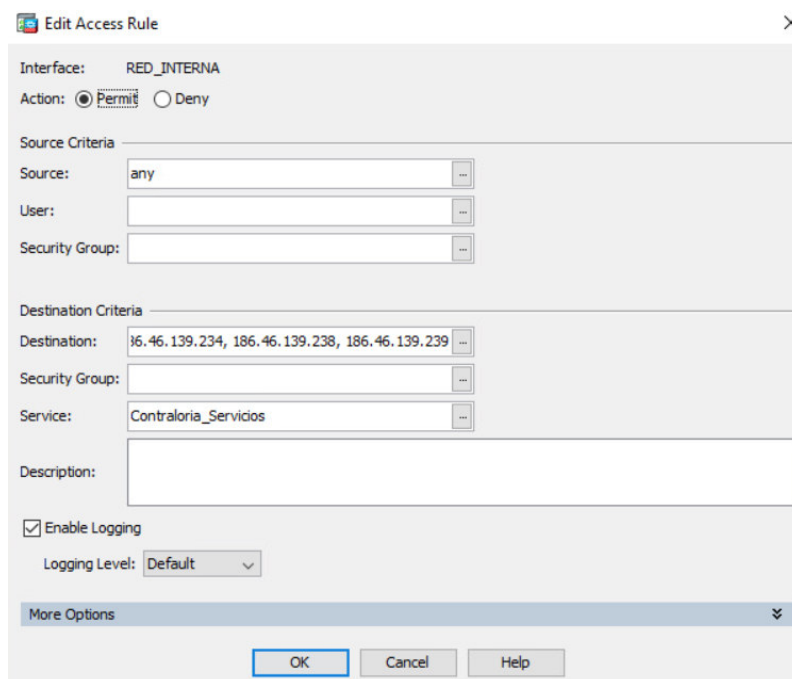 Edit Access Rule
Interface: RED_INTERNA
Action: Permit Deny
Source Criteria
Source: any ...
User: ...
Security Group: ...
Destination Criteria
Destination: 36.46.139.234, 186.46.139.238, 186.46.139.239 ...
Security Group: ...
Service: Contraloria_Servicios ...
Description:
Enable Logging
Logging Level: Default
More Options
OK Cancel Help